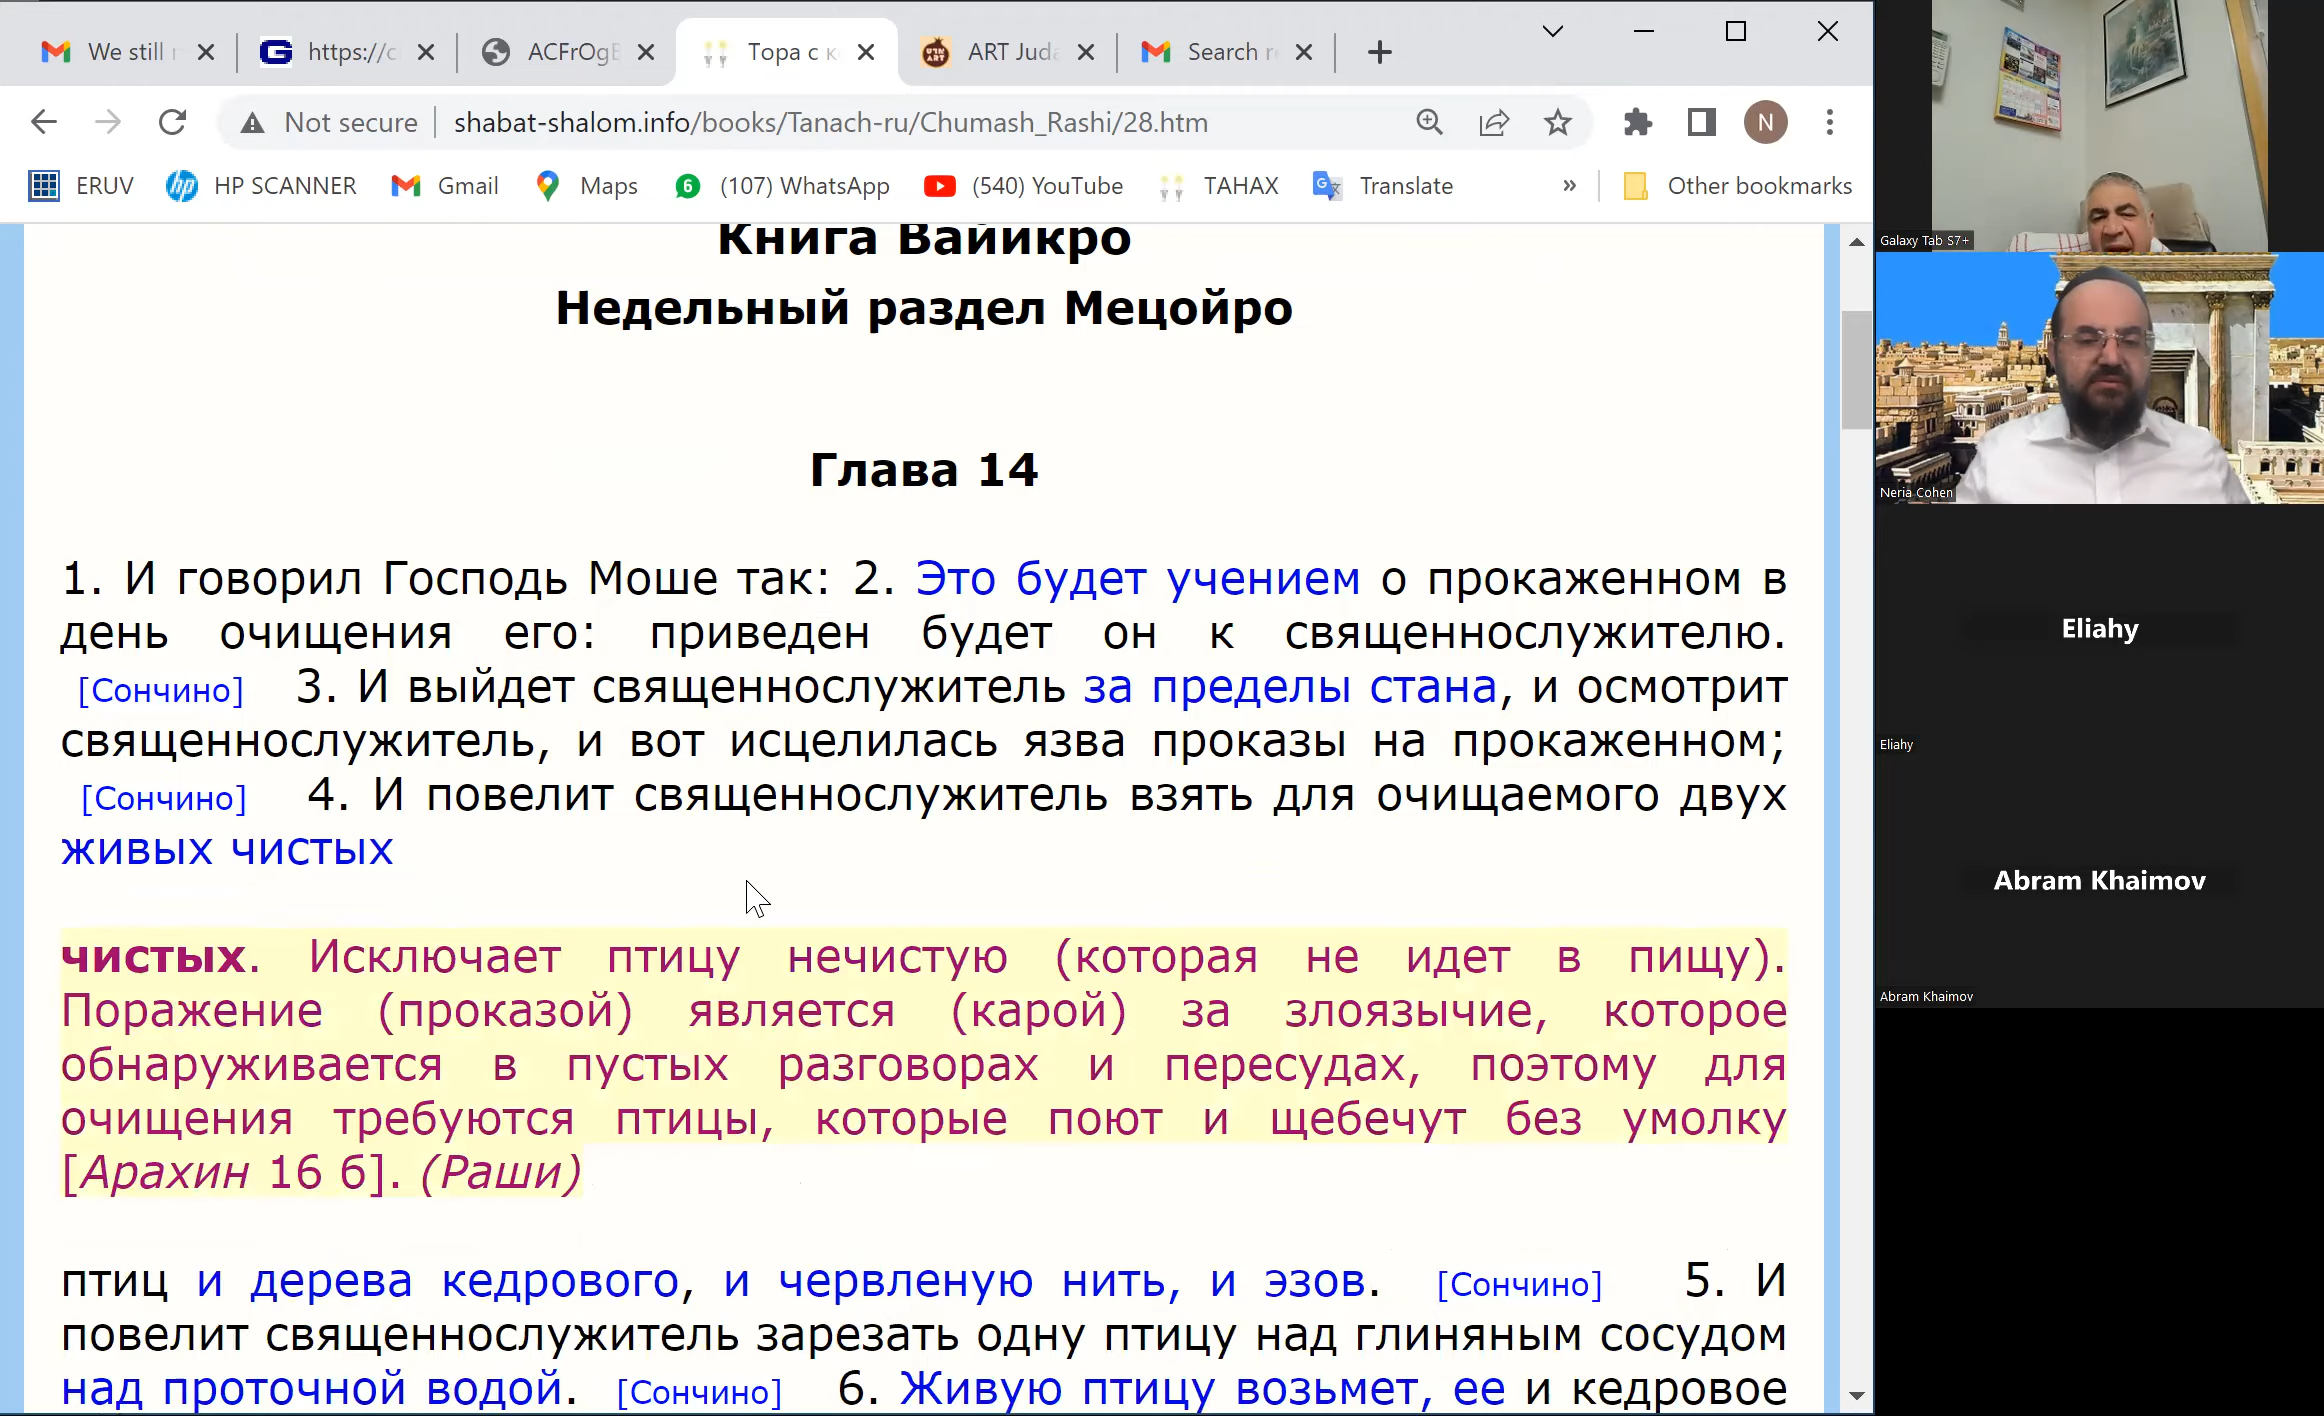 We still
https://c
ACFrOgE
Тора с к
ART Juda
Search r
Not secure
shabat-shalom.info/books/Tanach-ru/Chumash_Rashi/28.htm
N
ERUV
HP SCANNER
Gmail
Maps
6
(107) WhatsApp
(540) YouTube
ТАНАХ
Translate
»
Other bookmarks
Книга Вайикро
Недельный раздел Мецойро
Глава 14
1. И говорил Господь Моше так: 2. Это будет учением о прокаженном в
день очищения его: приведен будет он к священнослужителю.
[Сончино] 3. И выйдет священнослужитель за пределы стана, и осмотрит
священнослужитель, и вот исцелилась язва проказы на прокаженном;
[Сончино] 4. И повелит священнослужитель взять для очищаемого двух
живых чистых
чистых. Исключает птицу нечистую (которая не идет в пищу).
Поражение (проказой) является (карой) за злоязычие, которое
обнаруживается в пустых разговорах и пересудах, поэтому для
очищения требуются птицы, которые поют и щебечут без умолку
[Арахин 16 б]. (Раши)
птиц и дерева кедрового, и червленую нить, и эзов. [Сончино] 5. И
повелит священнослужитель зарезать одну птицу над глиняным сосудом
над проточной водой. [Сончино] 6. Живую птицу возьмет, ее и кедровое
Galaxy Tab S7+
Neria Cohen
Eliahy
Eliahy
Abram Khaimov
Abram Khaimov